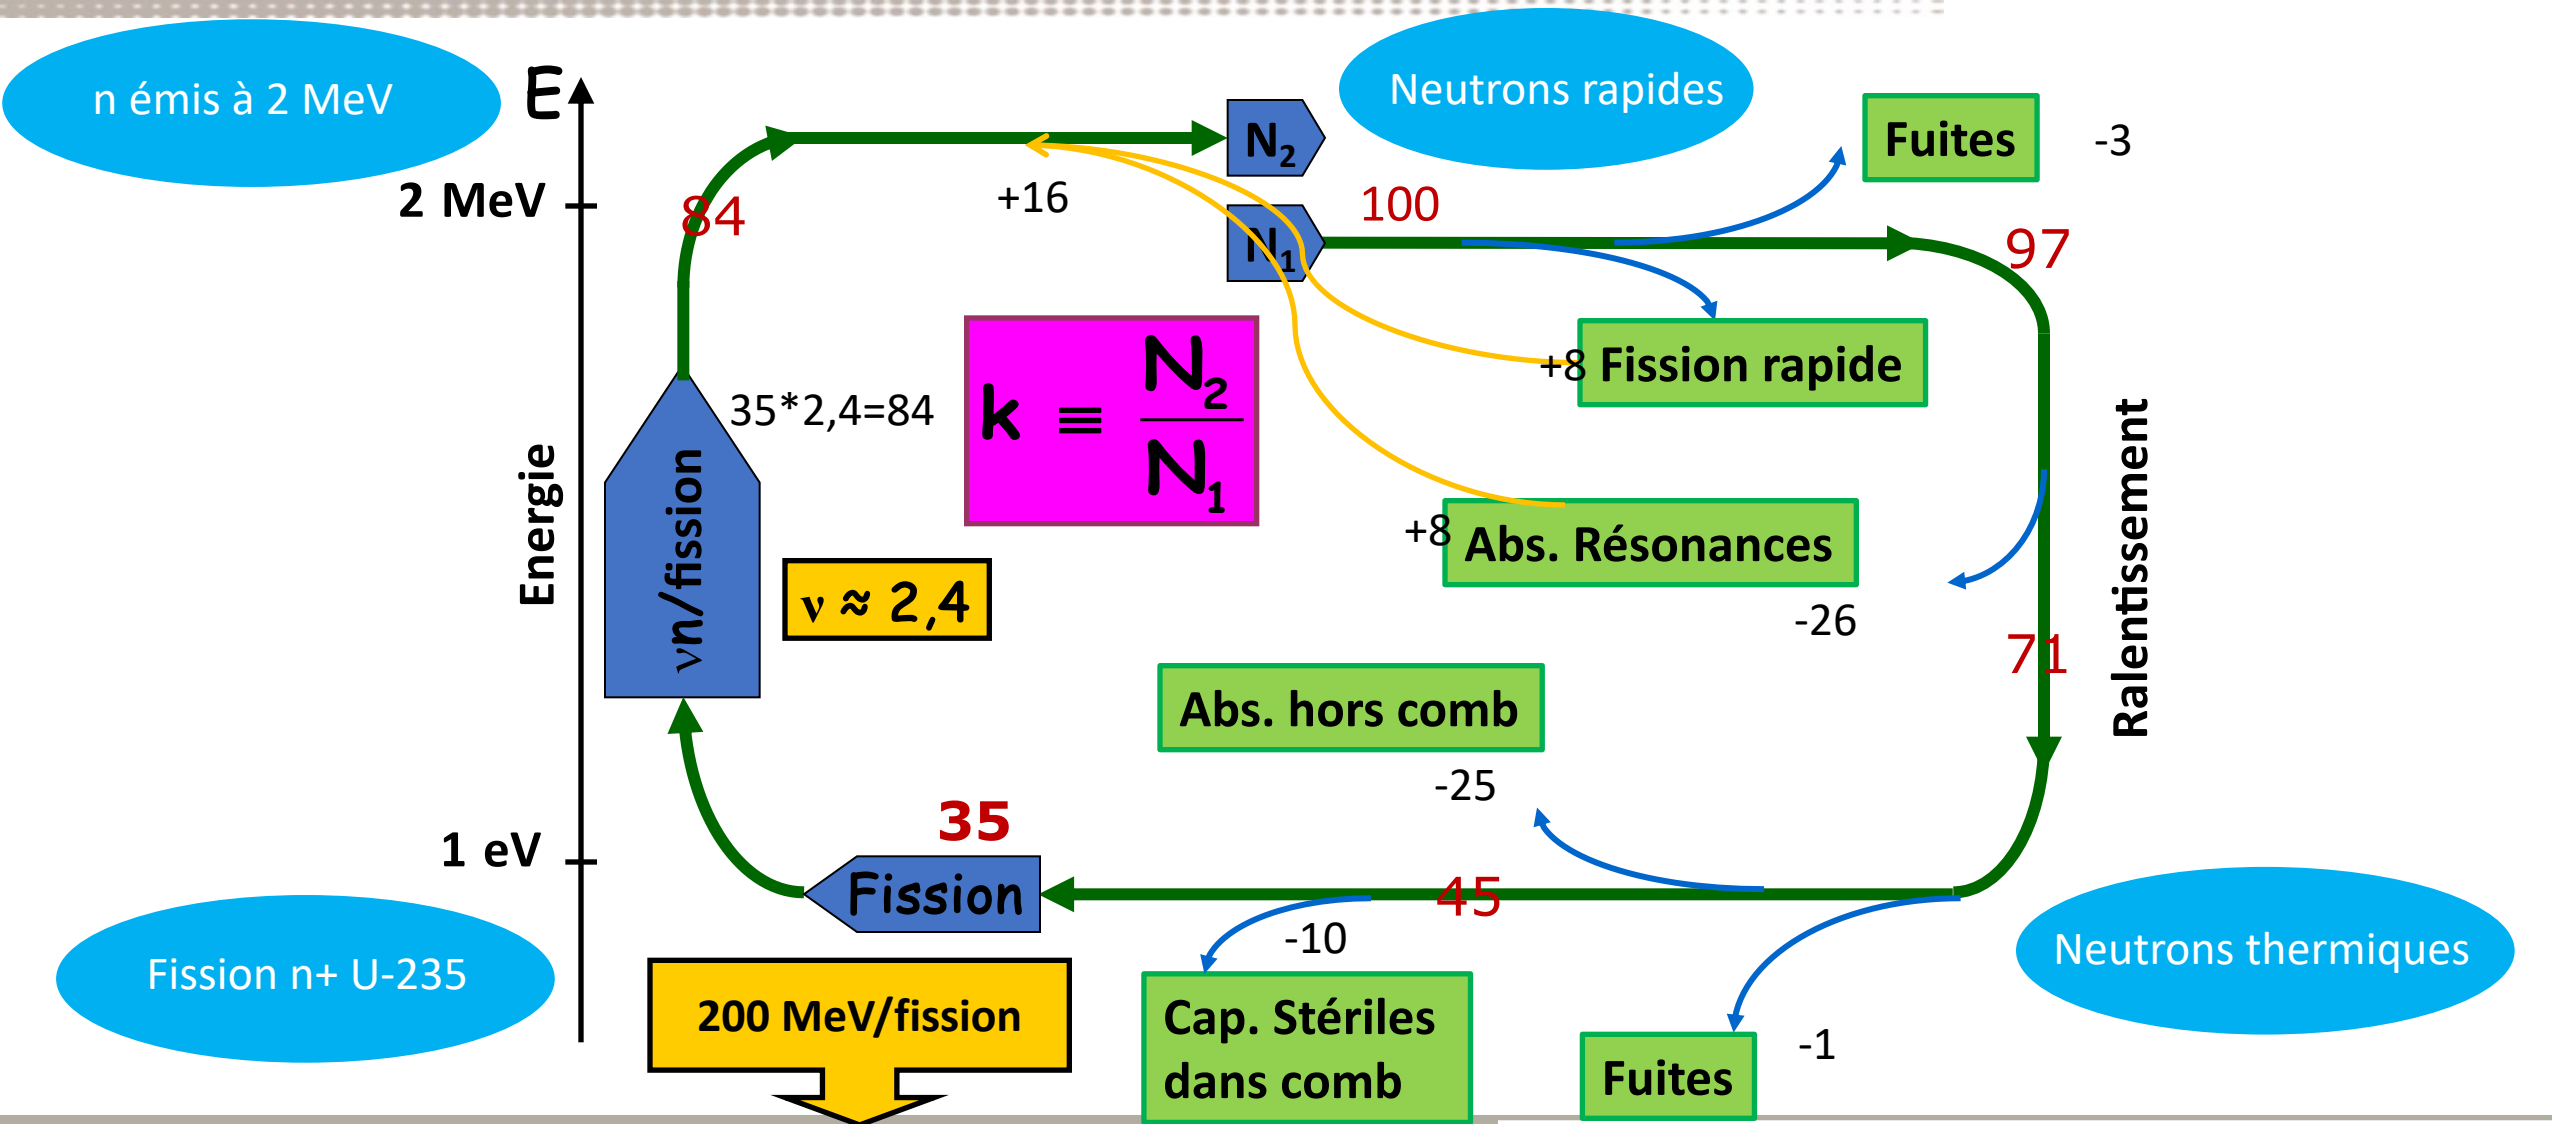 n émis à 2 MeV
E
2 MeV
84
+16
N2
N1
100
Neutrons rapides
Fuites
-3
97
+8
Fission rapide
35*2,4=84
k ≡ N2
N1
Energie
νn/fission
ν ≈ 2,4
+8
Abs. Résonances
-26
Ralentissement
71
Abs. hors comb
-25
1 eV
35
Fission
45
-10
Neutrons thermiques
Fission n+ U-235
200 MeV/fission
Cap. Stériles
dans comb
Fuites
-1